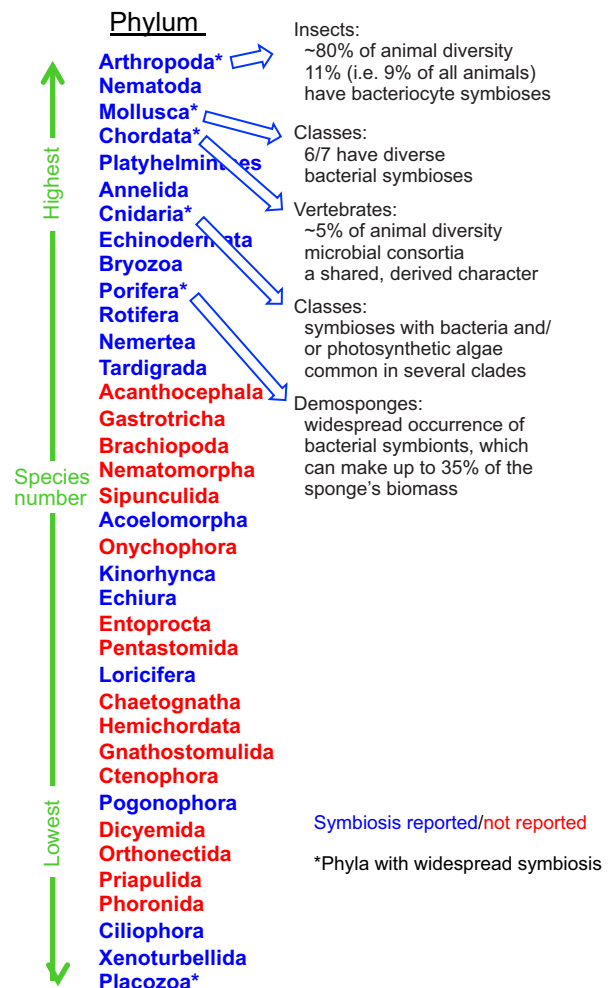 Phylum
Arthropoda*
Nematoda
Mollusca*
Chordata*
Platyhelminthes
Annelida
Cnidaria*
Echinodermata
Bryozoa
Porifera*
Rotifera
Nemertea
Tardigrada
Acanthocephala
Gastrotricha
Brachiopoda
Nematomorpha
Sipunculida
Acoelomorpha
Onychophora
Kinorhynca
Echiura
Entoprocta
Pentastomida
Loricifera
Chaetognatha
Hemichordata
Gnathostomulida
Ctenophora
Pogonophora
Dicyemida
Orthonectida
Priapulida
Phoronida
Ciliophora
Xenoturbellida
Placozoa*
Highest
Species
number
Lowest
Insects:
~80% of animal diversity
11% (i.e. 9% of all animals)
have bacteriocyte symbioses
Classes:
6/7 have diverse
bacterial symbioses
Vertebrates:
~5% of animal diversity
microbial consortia
a shared, derived character
Classes:
symbioses with bacteria and/
or photosynthetic algae
common in several clades
Demosponges:
widespread occurrence of
bacterial symbionts, which
can make up to 35% of the
sponge's biomass
Symbiosis reported/not reported
*Phyla with widespread symbiosis